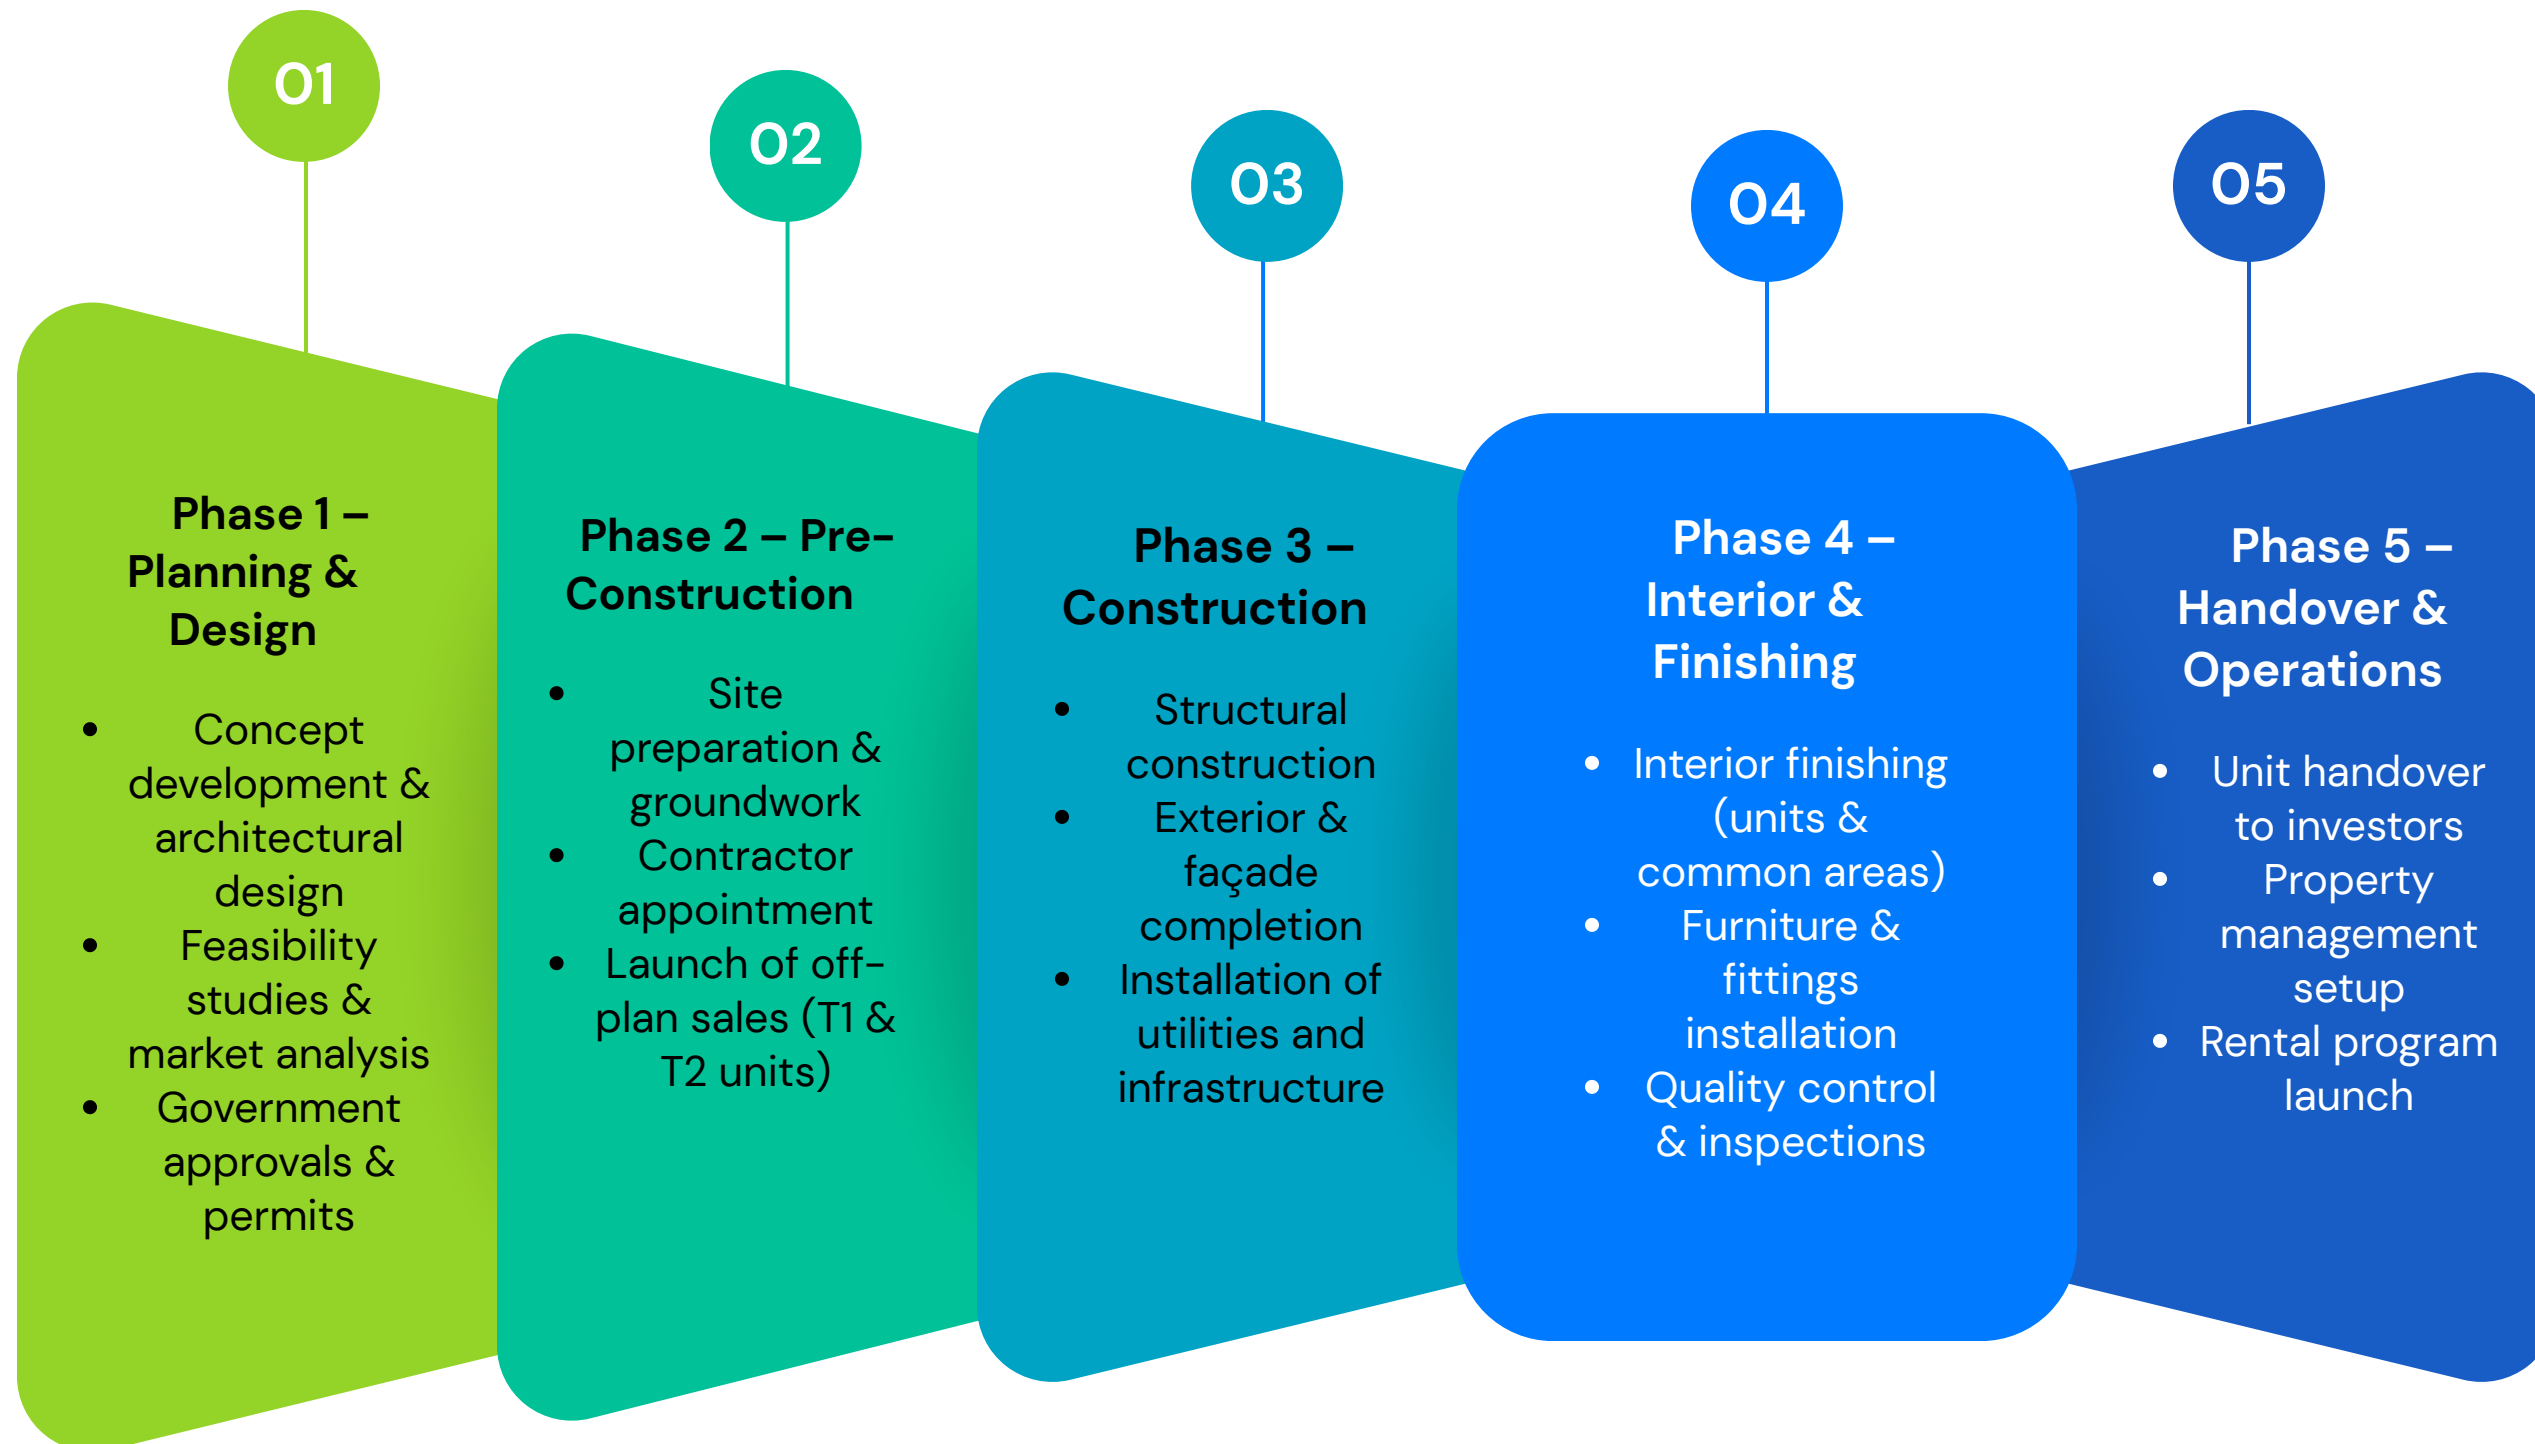 01
Phase 1 –
Planning &
Design
• Concept
development &
architectural
design
• Feasibility
studies &
market analysis
• Government
approvals &
permits
02
Phase 2 – Pre-
Construction
• Site
preparation &
groundwork
• Contractor
appointment
• Launch of off-
plan sales (T1 &
T2 units)
03
Phase 3 –
Construction
• Structural
construction
• Exterior &
façade
completion
• Installation of
utilities and
infrastructure
04
Phase 4 –
Interior &
Finishing
• Interior finishing
(units &
common areas)
• Furniture &
fittings
installation
• Quality control
& inspections
05
Phase 5 –
Handover &
Operations
• Unit handover
to investors
• Property
management
setup
• Rental program
launch